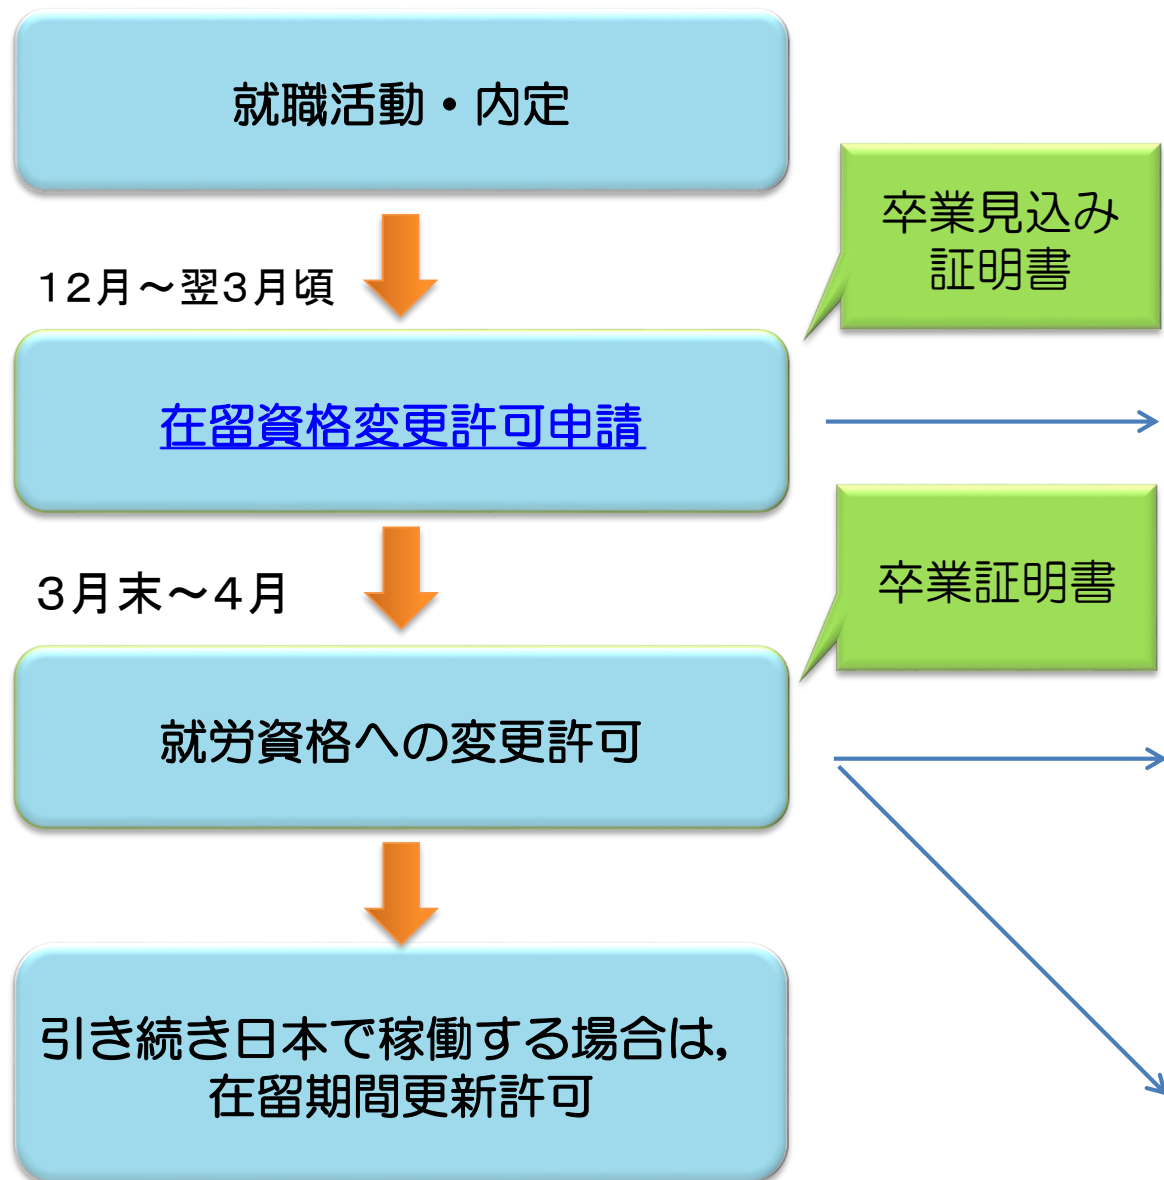 就職活動・内定
卒業見込み
証明書
12月～翌3月頃
在留資格変更許可申請
卒業証明書
3月末～4月
就労資格への変更許可
引き続き日本で稼働する場合は，
在留期間更新許可